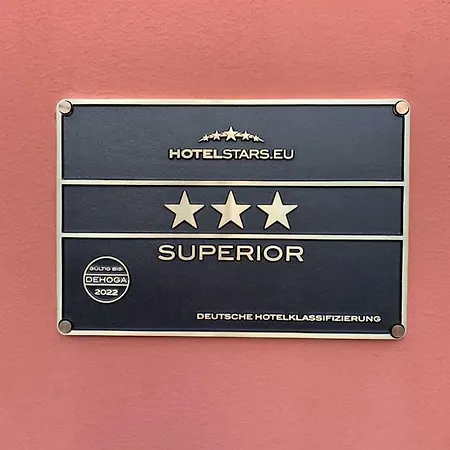 HOTELSTARS.EU
SUPERIOR
GÜLTIG BIS:
DEHOGA
2022
DEUTSCHE HOTELKLASSIFIZIERUNG